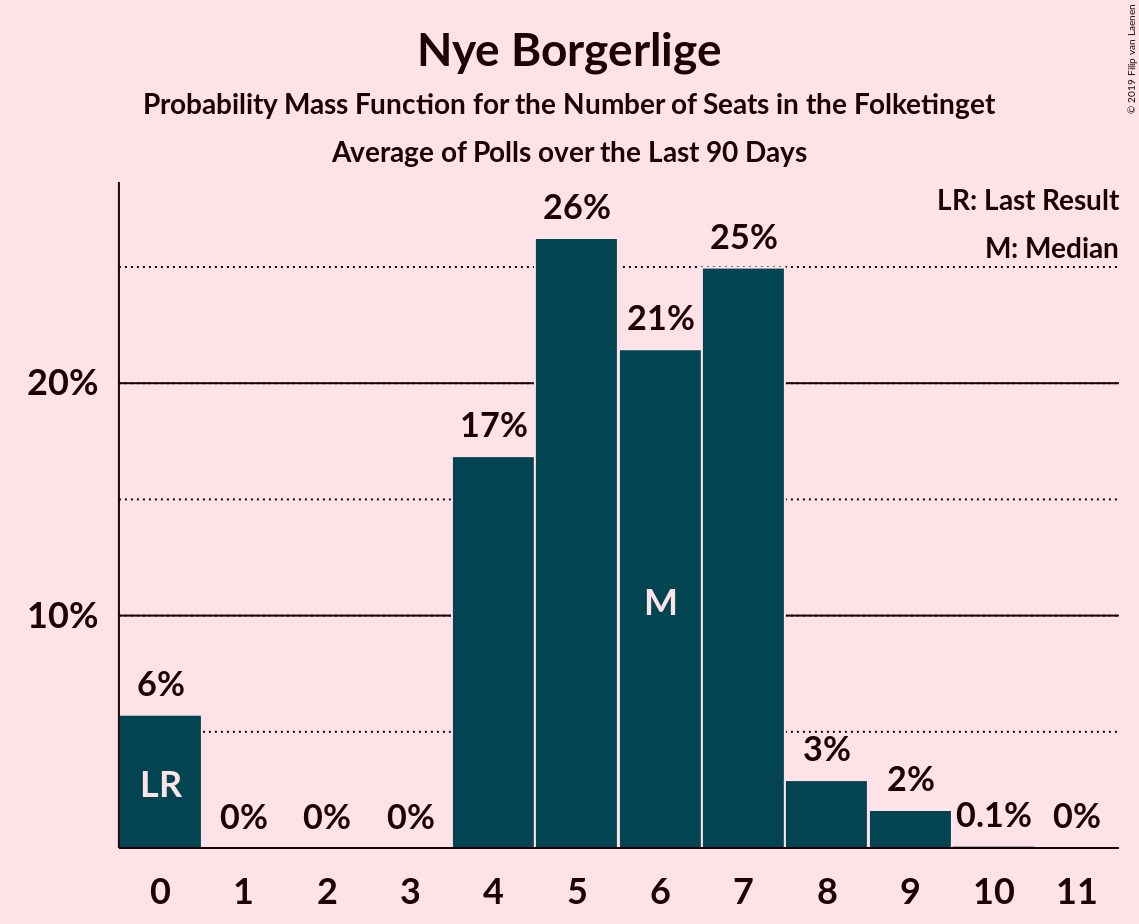 Nye Borgerlige
Probability Mass Function for the Number of Seats in the Folketinget
Average of Polls over the Last 90 Days
© 2019 Filip van Laenen
LR: Last Result
M: Median
26%
25%
21%
20%
17%
10%
M
6%
LR
0%
0%
0%
3%
2%
0.1%
0%
0 1 2 3 4 5 6 7 8 9 10 11